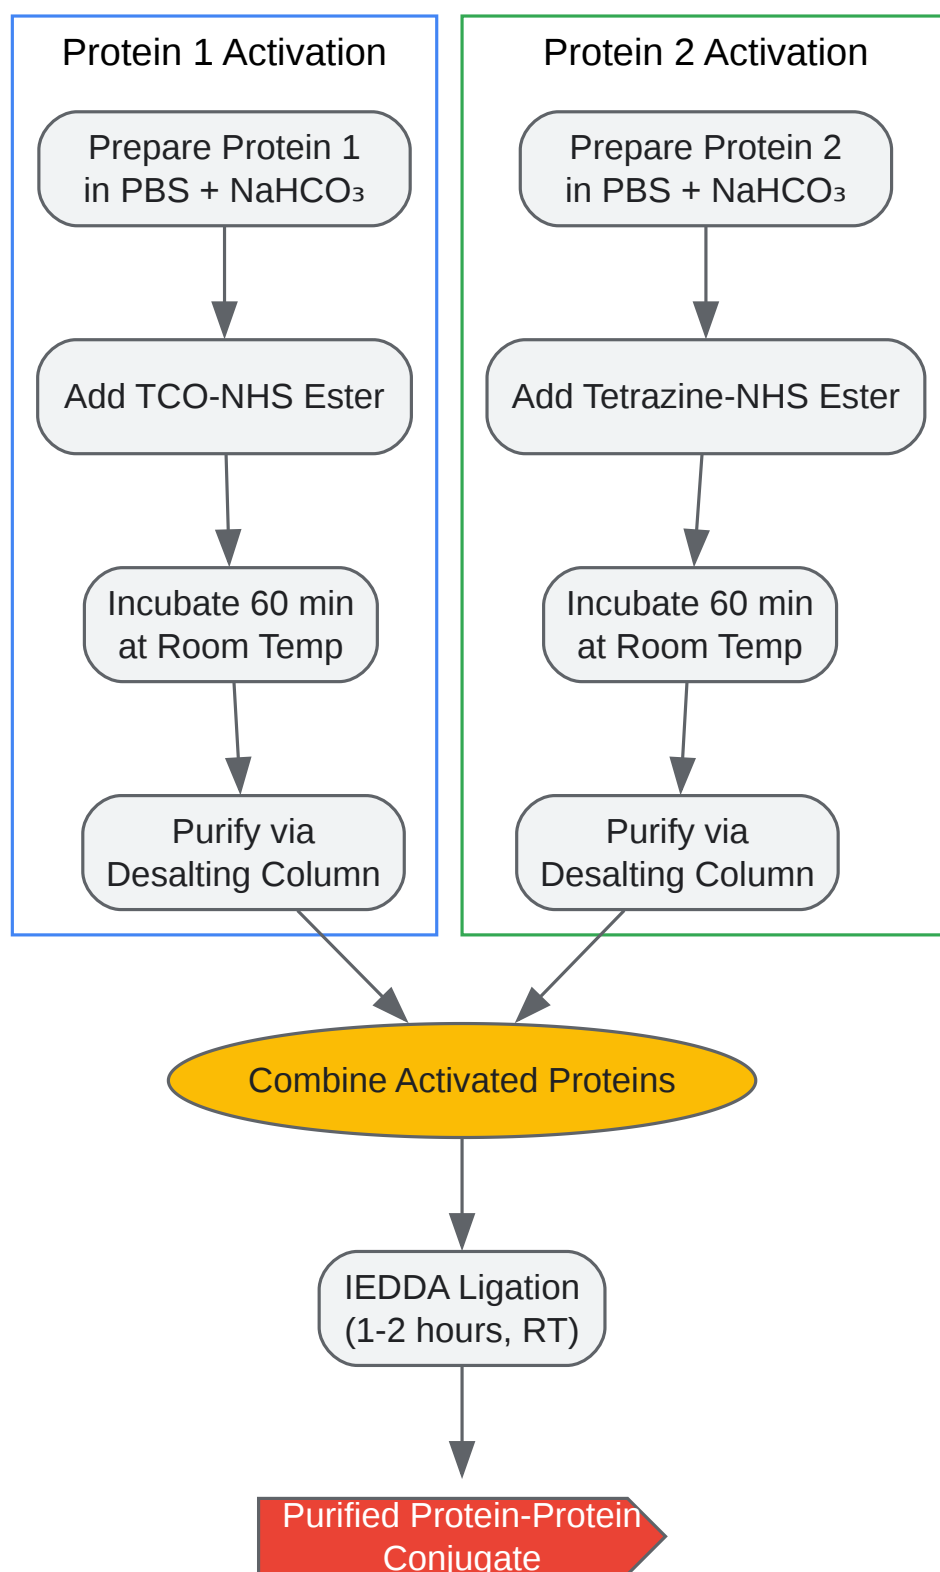 Protein 1 Activation
Prepare Protein 1
in PBS + NaHCO₃
Add TCO-NHS Ester
Incubate 60 min
at Room Temp
Purify via
Desalting Column
Protein 2 Activation
Prepare Protein 2
in PBS + NaHCO₃
Add Tetrazine-NHS Ester
Incubate 60 min
at Room Temp
Purify via
Desalting Column
Combine Activated Proteins
IEDDA Ligation
(1-2 hours, RT)
Purified Protein-Protein
Conjugate